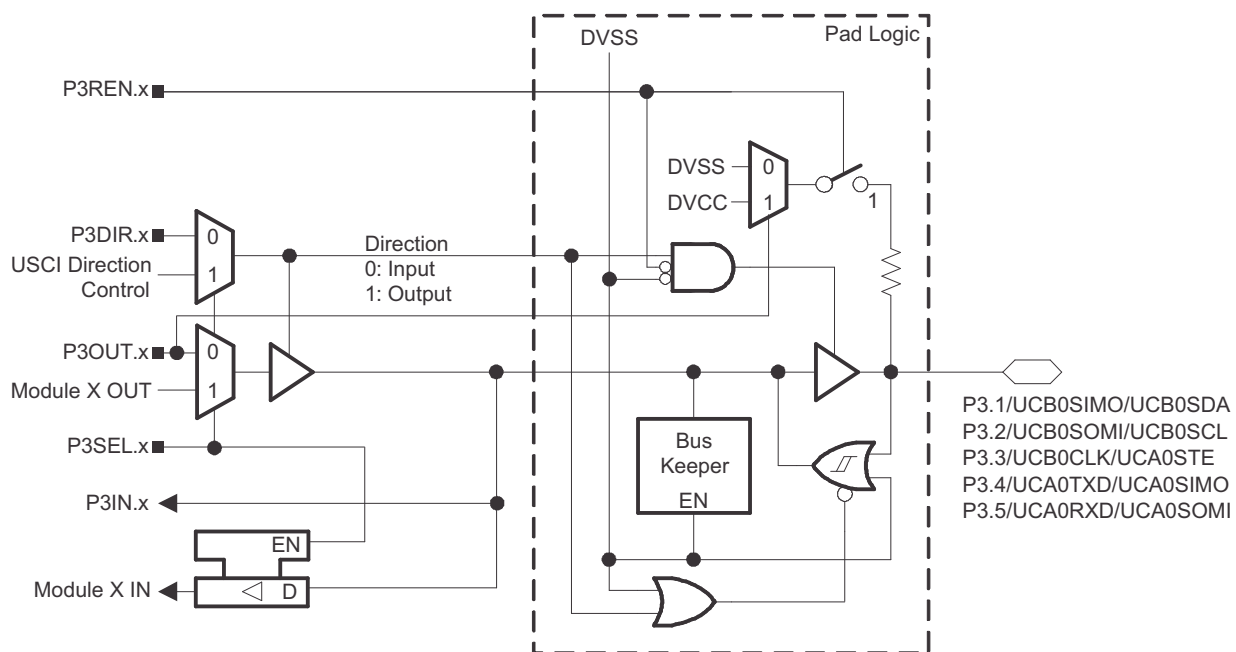 DVSS
Pad Logic
P3REN.x
DVSS
0
DVCC
1
1
P3DIR.x
0
USCI Direction
Control
1
Direction
0: Input
1: Output
P3OUT.x
0
Module X OUT
1
P3SEL.x
Bus
Keeper
EN
P3.1/UCB0SIMO/UCB0SDA
P3.2/UCB0SOMI/UCB0SCL
P3.3/UCB0CLK/UCA0STE
P3.4/UCA0TXD/UCA0SIMO
P3.5/UCA0RXD/UCA0SOMI
P3IN.x
EN
Module X IN
D